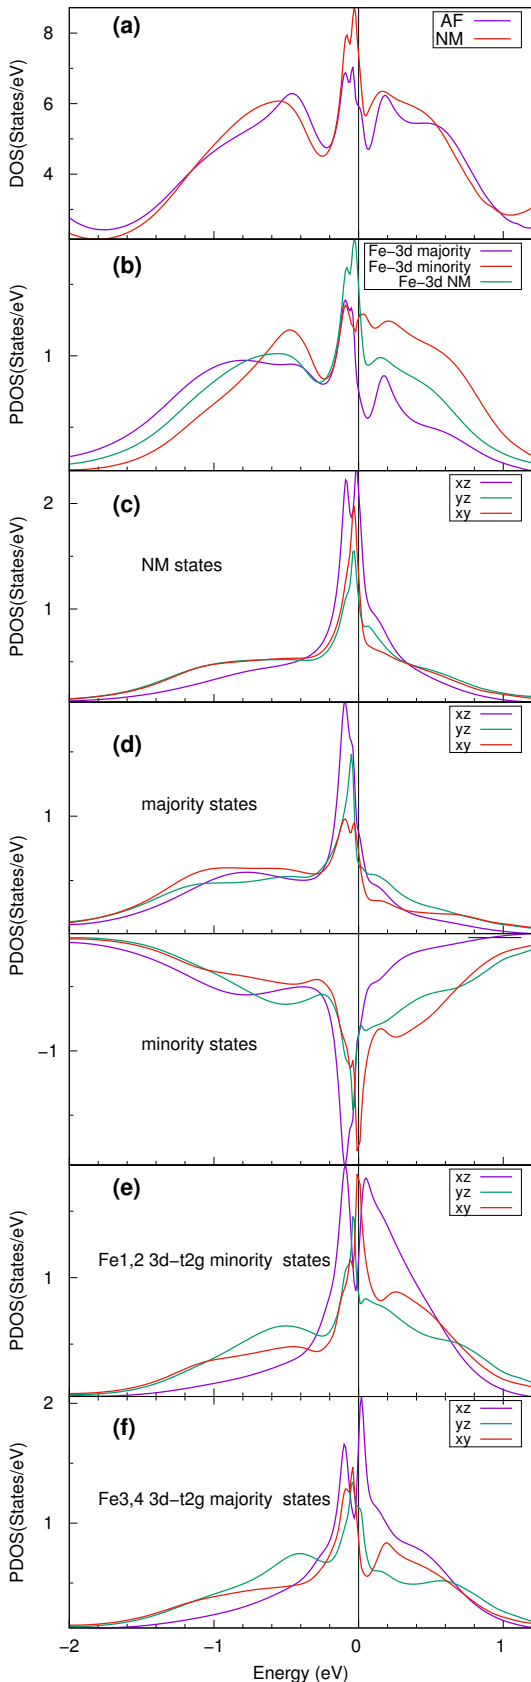 (a)
AF
NM
8
6
4
DOS(States/eV)
(b)
Fe−3d majority
Fe−3d minority
Fe−3d NM
1
PDOS(States/eV)
(c)
xz
yz
xy
2
1
NM states
PDOS(States/eV)
(d)
xz
yz
xy
majority states
1
PDOS(States/eV)
−1
minority states
(e)
xz
yz
xy
Fe1,2 3d−t2g minority states
1
PDOS(States/eV)
(f)
xz
yz
xy
2
Fe3,4 3d−t2g majority states
1
PDOS(States/eV)
−2
−1
0
1
Energy (eV)